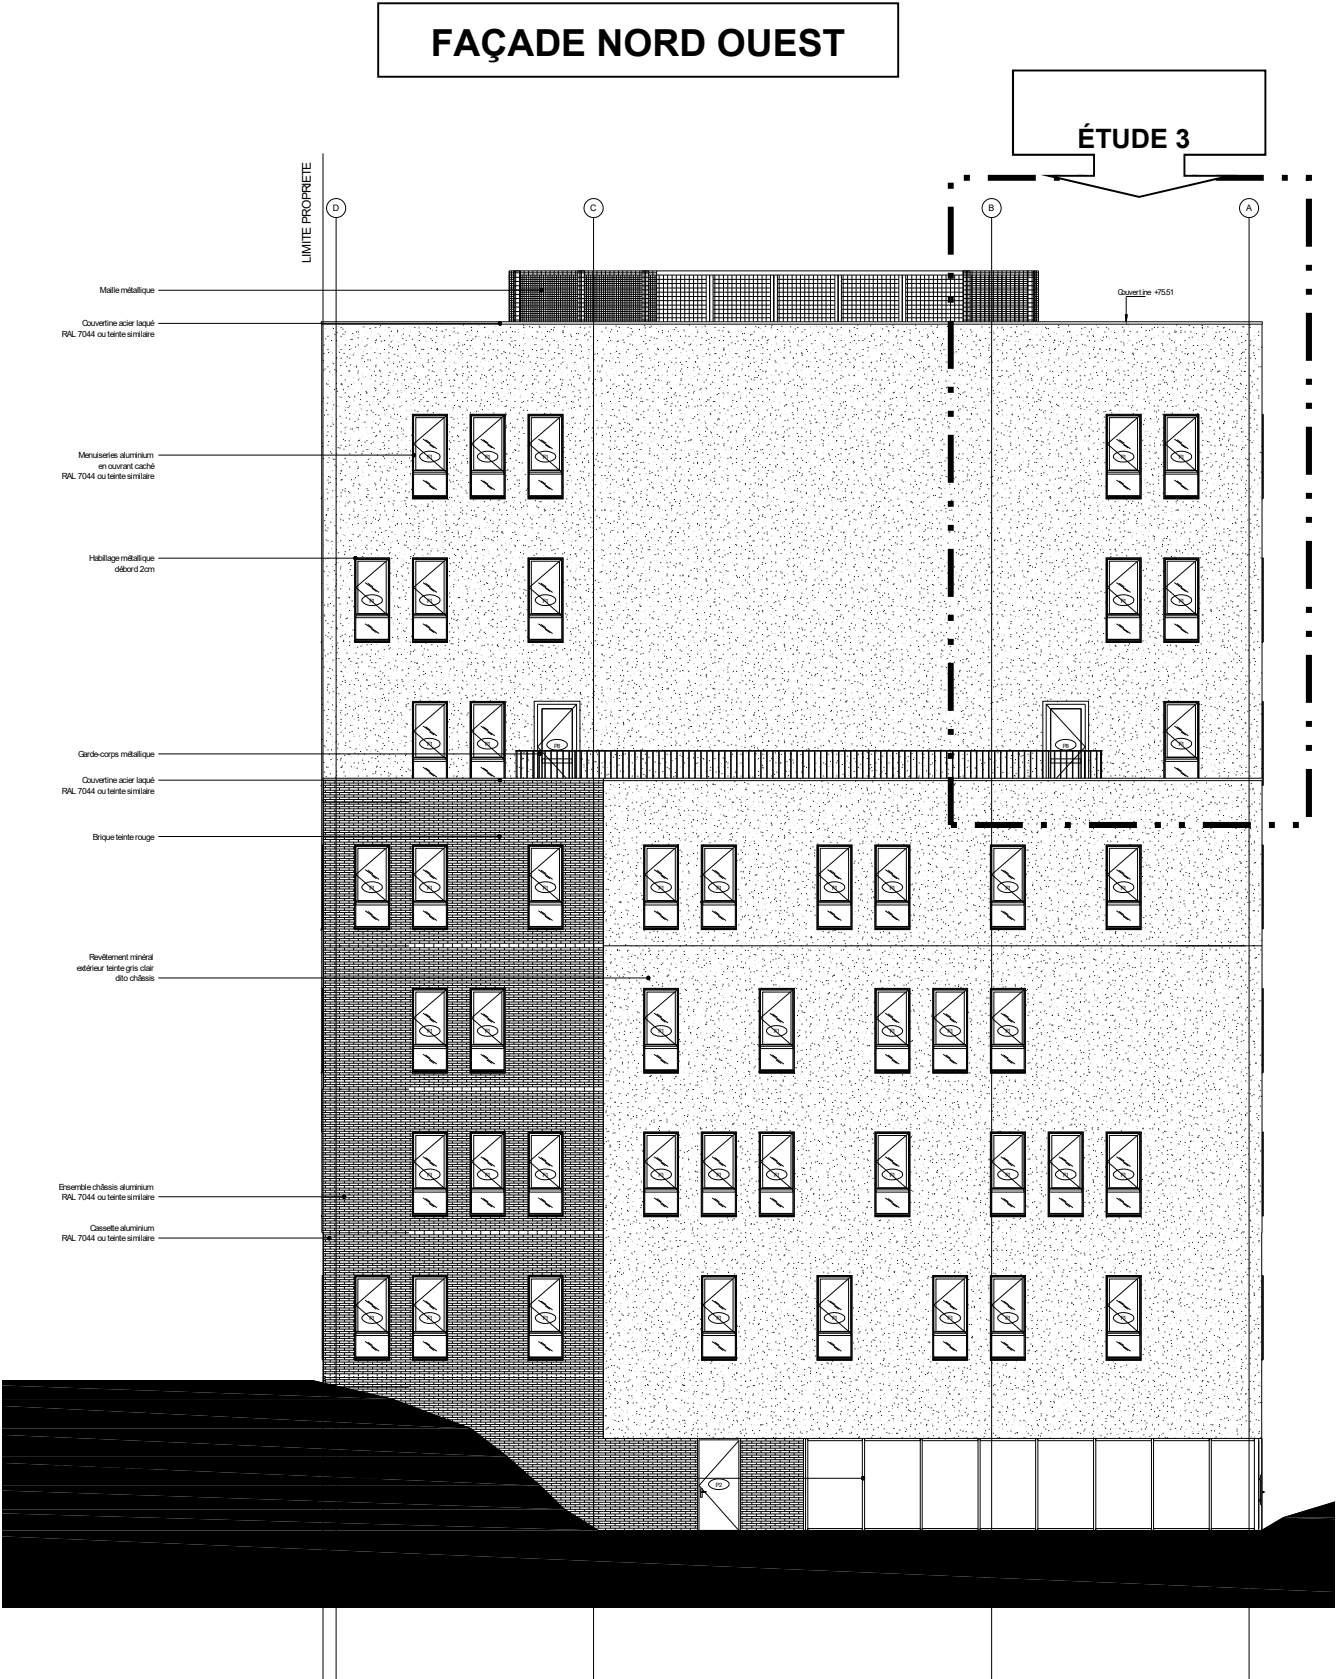 FAÇADE NORD OUEST
ÉTUDE 3
LIMITE PROPRIETE
D
C
B
A
Maille métallique
Couvertine +75.51
Couvertine acier laqué
RAL 7044 ou teinte similaire
Menuiseries aluminium
en ouvrant caché
RAL 7044 ou teinte similaire
Habillage métallique
débord 2cm
Garde-corps métallique
Couvertine acier laqué
RAL 7044 ou teinte similaire
Brique teinte rouge
Revêtement minéral
extérieur teinte gris clair
dito châssis
Ensemble châssis aluminium
RAL 7044 ou teinte similaire
Cassette aluminium
RAL 7044 ou teinte similaire
P2